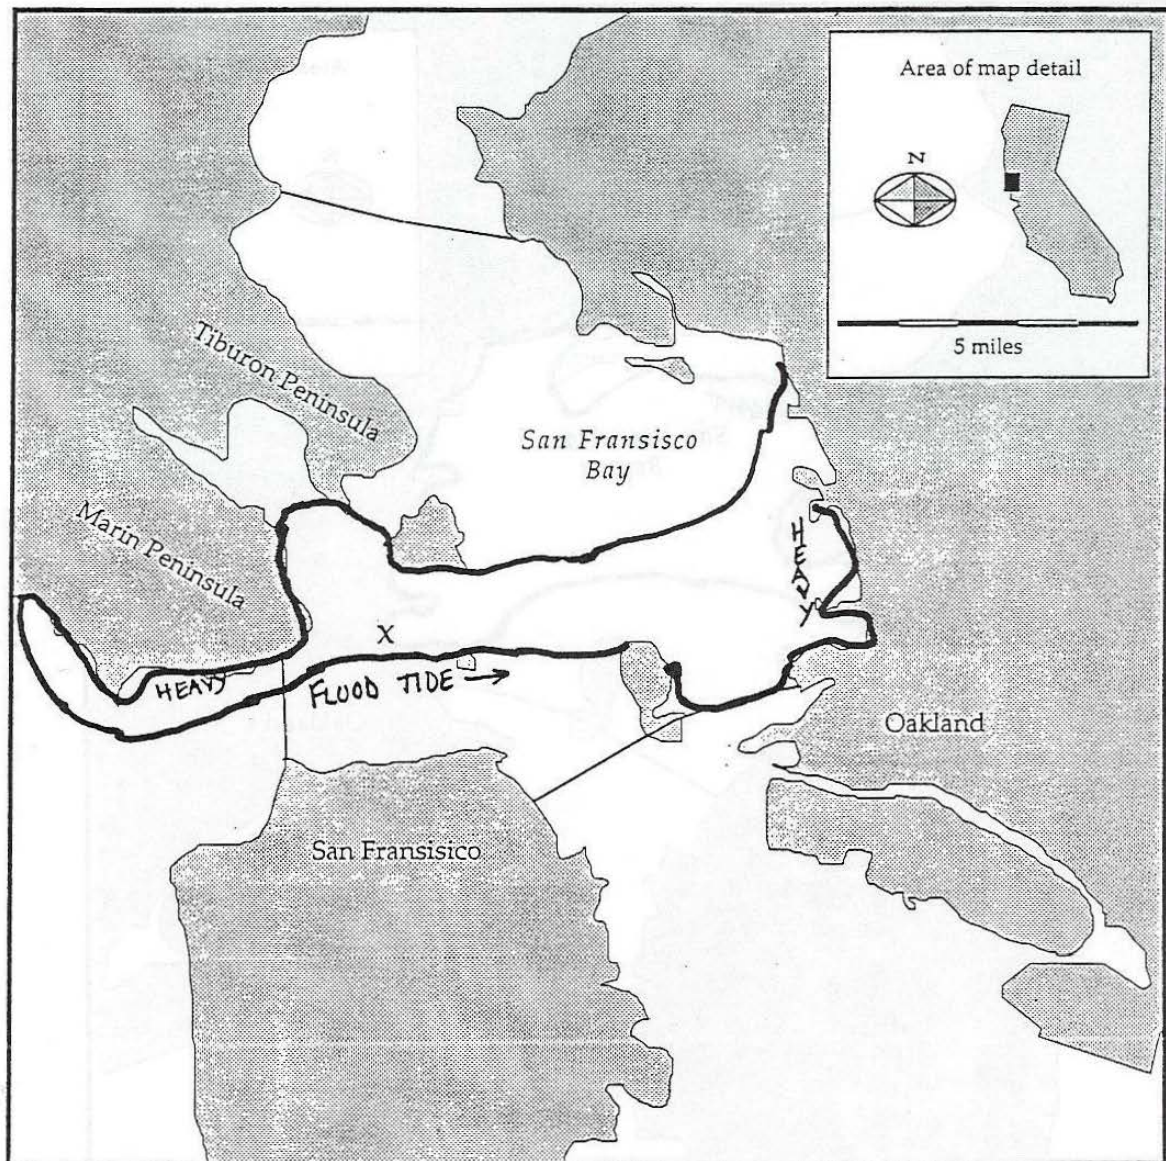 Area of map detail
N
5 miles
Tiburon Peninsula
San Fransisco
Bay
Marin Peninsula
HEAVY
X
HEAVY
FLUOD TIDE →
Oakland
San Fransisico